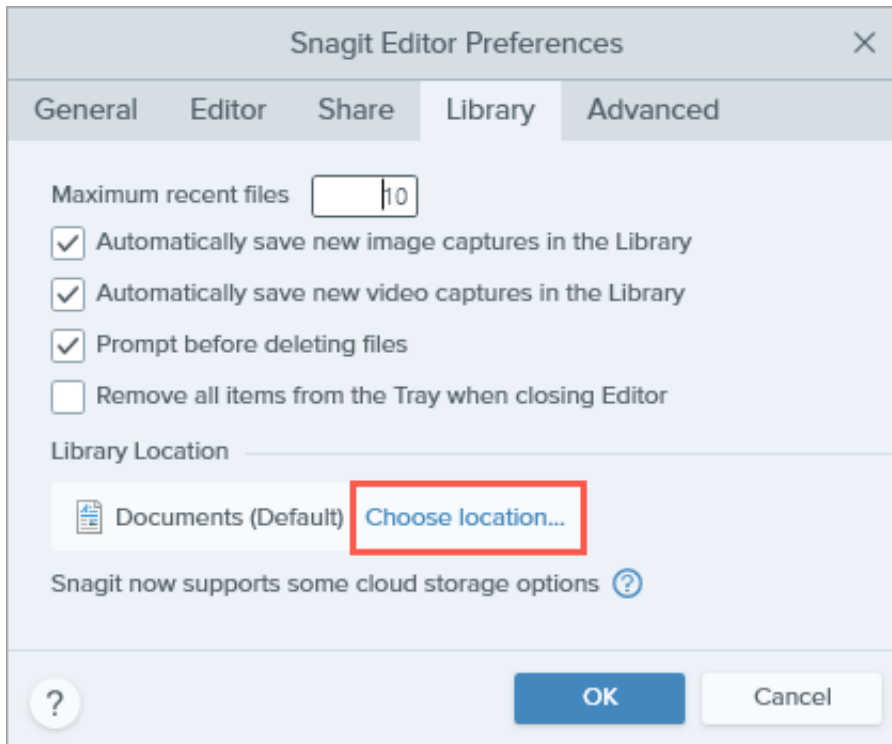 Snagit Editor Preferences
General Editor Share Library Advanced
Maximum recent files 10
Automatically save new image captures in the Library
Automatically save new video captures in the Library
Prompt before deleting files
Remove all items from the Tray when closing Editor
Library Location
Documents (Default) Choose location...
Snagit now supports some cloud storage options ?
? OK Cancel